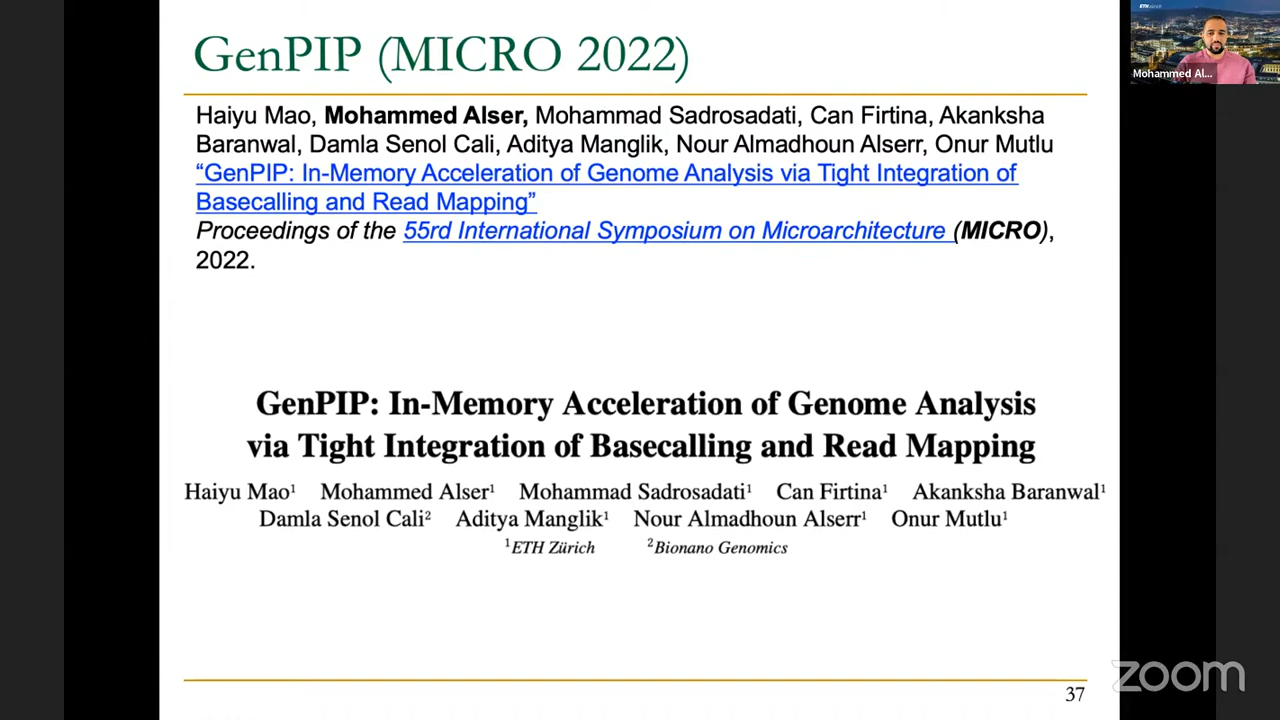 GenPIP (MICRO 2022)
Haiyu Mao, Mohammed Alser, Mohammad Sadrosadati, Can Firtina, Akanksha
Baranwal, Damla Senol Cali, Aditya Manglik, Nour Almadhoun Alserr, Onur Mutlu
“GenPIP: In-Memory Acceleration of Genome Analysis via Tight Integration of
Basecalling and Read Mapping”
Proceedings of the 55rd International Symposium on Microarchitecture (MICRO),
2022.
GenPIP: In-Memory Acceleration of Genome Analysis
via Tight Integration of Basecalling and Read Mapping
Haiyu Mao¹ Mohammed Alser¹ Mohammad Sadrosadati¹ Can Firtina¹ Akanksha Baranwal¹
Damla Senol Cali² Aditya Manglik¹ Nour Almadhoun Alserr¹ Onur Mutlu¹
¹ETH Zürich ²Bionano Genomics
37
ETH zürich
Mohammed Al...
zoom